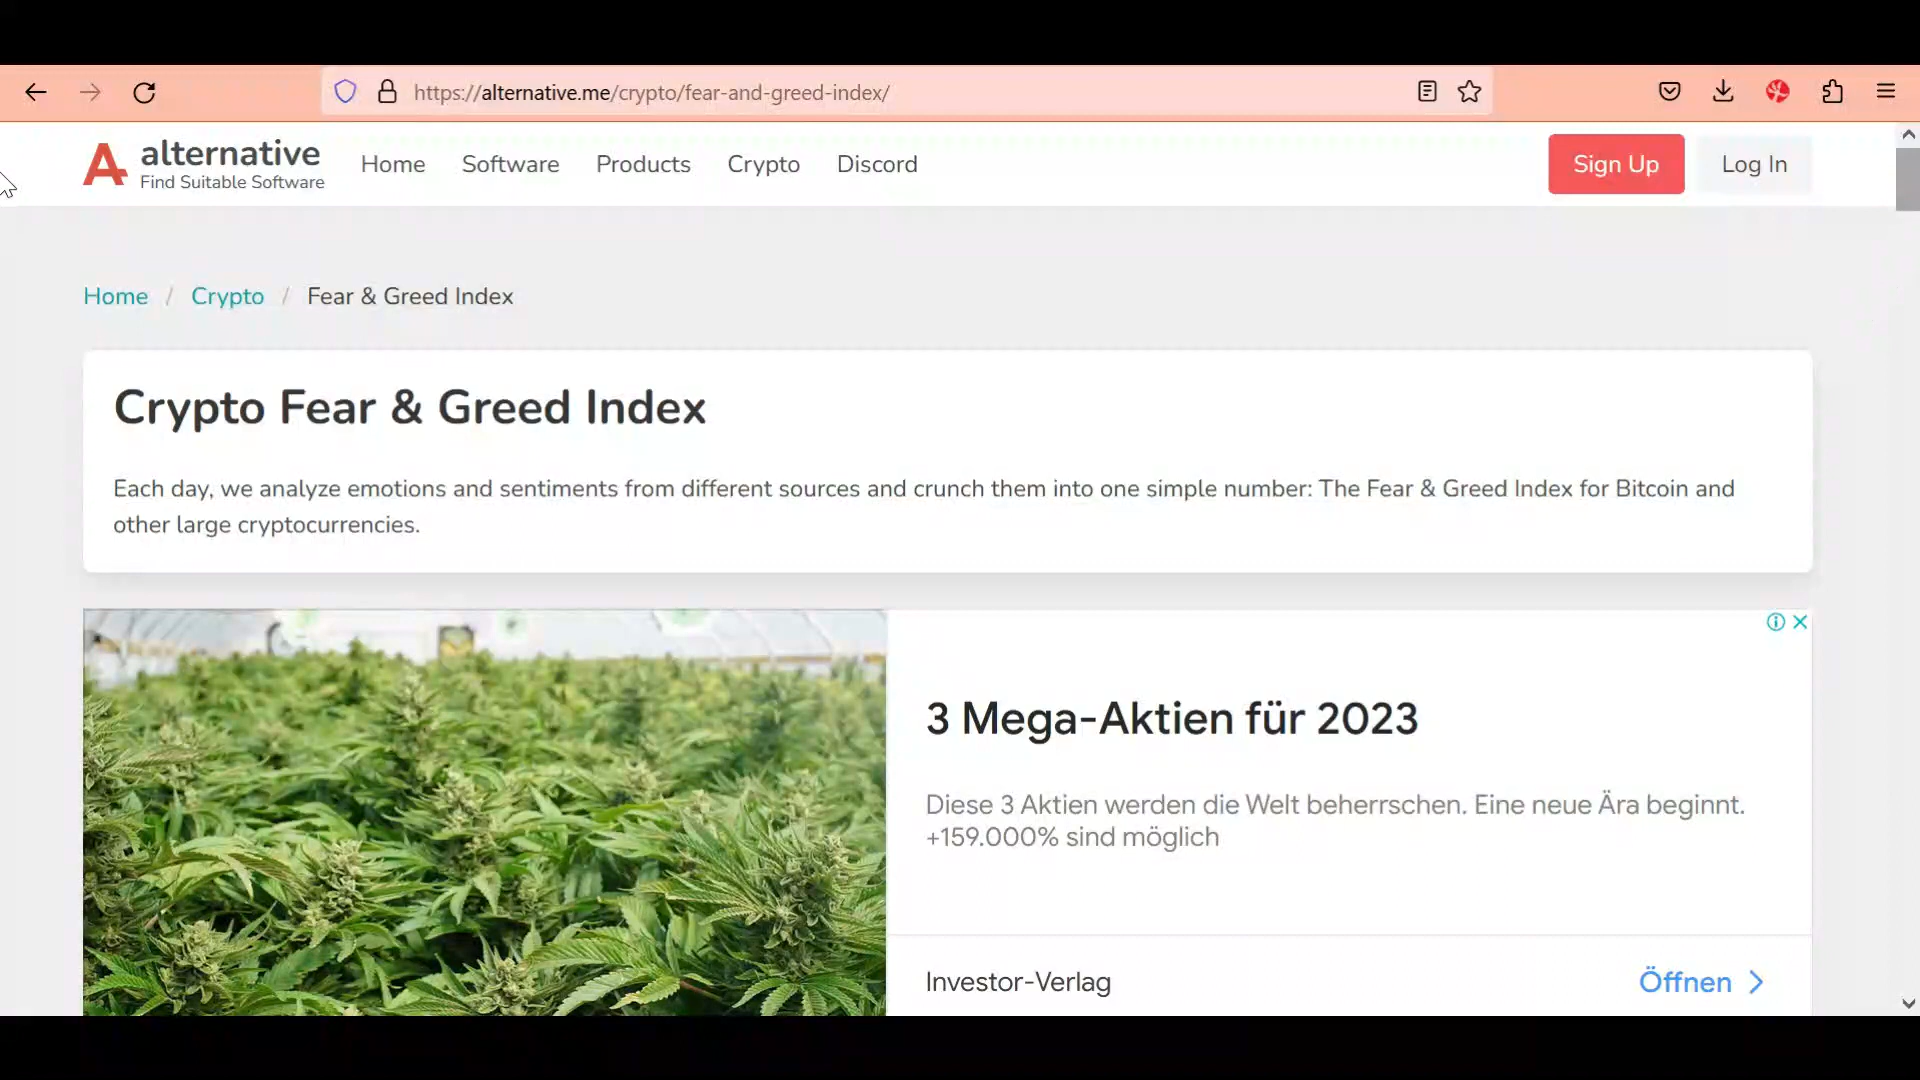 https://alternative.me/crypto/fear-and-greed-index/
alternative
Find Suitable Software
Home
Software
Products
Crypto
Discord
Sign Up
Log In
Home / Crypto / Fear & Greed Index
Crypto Fear & Greed Index
Each day, we analyze emotions and sentiments from different sources and crunch them into one simple number: The Fear & Greed Index for Bitcoin and
other large cryptocurrencies.
3 Mega-Aktien für 2023
Diese 3 Aktien werden die Welt beherrschen. Eine neue Ära beginnt.
+159.000% sind möglich
Investor-Verlag
Öffnen